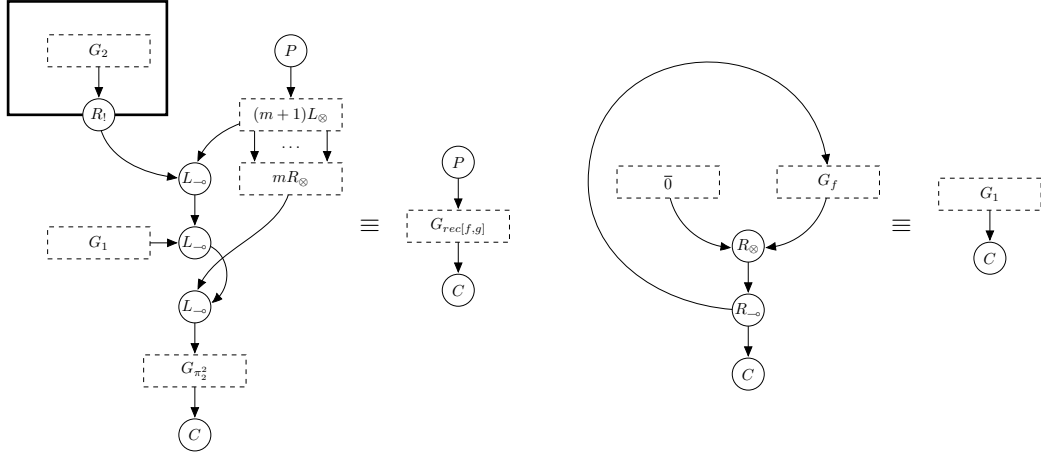 G_2
R_!
P
(m + 1)L_⊗
...
L_⊸
mR_⊗
G_1
L_⊸
L_⊸
G_{π_2^2}
C
≡
P
G_{rec[f,g]}
C
0̅
G_f
R_⊗
R_⊸
C
≡
G_1
C